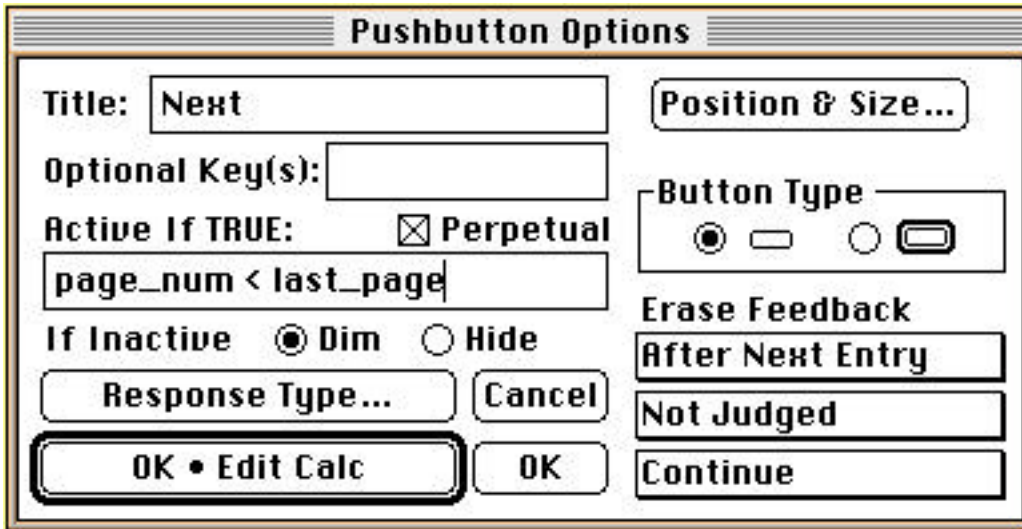 Pushbutton Options
Title: Next
Position & Size...
Optional Key(s):
Button Type
Active If TRUE: Perpetual
page_num < last_page
Erase Feedback
If Inactive Dim Hide
After Next Entry
Response Type... Cancel
Not Judged
OK • Edit Calc OK
Continue